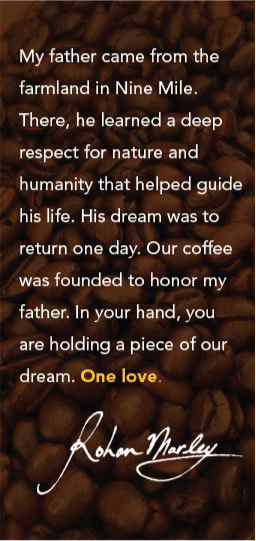 My father came from the
farmland in Nine Mile.
There, he learned a deep
respect for nature and
humanity that helped guide
his life. His dream was to
return one day. Our coffee
was founded to honor my
father. In your hand, you
are holding a piece of our
dream. One love.
Rohan Marley